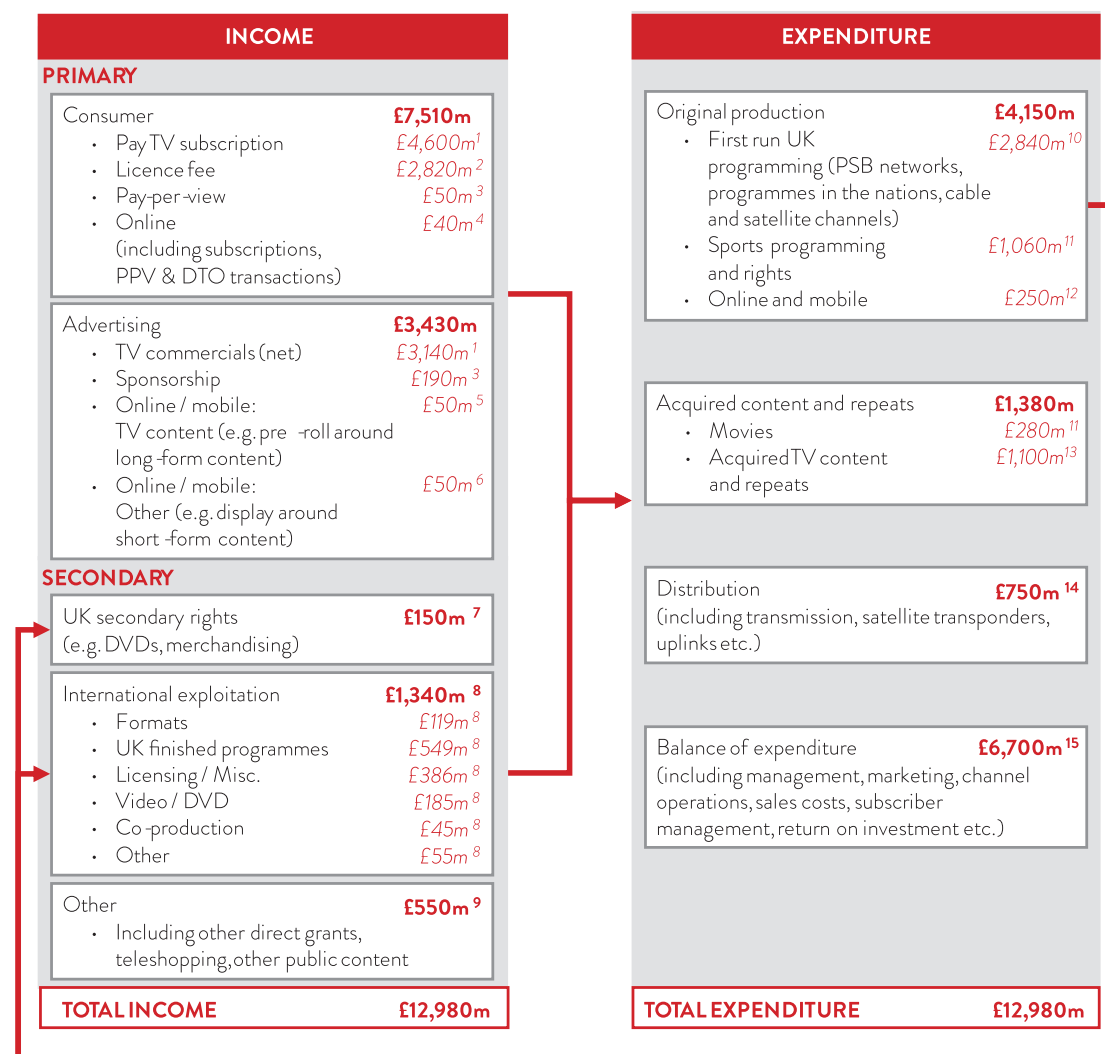 INCOME
PRIMARY
Consumer £7,510m
• Pay TV subscription £4,600m¹
• Licence fee £2,820m²
• Pay-per-view £50m³
• Online £40m⁴
(including subscriptions,
PPV & DTO transactions)
Advertising £3,430m
• TV commercials (net) £3,140m¹
• Sponsorship £190m³
• Online / mobile: £50m⁵
TV content (e.g. pre -roll around
long -form content)
• Online / mobile: £50m⁶
Other (e.g. display around
short -form content)
SECONDARY
UK secondary rights £150m⁷
(e.g. DVDs, merchandising)
International exploitation £1,340m⁸
• Formats £119m⁸
• UK finished programmes £549m⁸
• Licensing / Misc. £386m⁸
• Video / DVD £185m⁸
• Co -production £45m⁸
• Other £55m⁸
Other £550m⁹
• Including other direct grants,
teleshopping, other public content
TOTAL INCOME £12,980m
EXPENDITURE
Original production £4,150m
• First run UK £2,840m¹⁰
programming (PSB networks,
programmes in the nations, cable
and satellite channels)
• Sports programming £1,060m¹¹
and rights
• Online and mobile £250m¹²
Acquired content and repeats £1,380m
• Movies £280m¹¹
• Acquired TV content £1,100m¹³
and repeats
Distribution £750m¹⁴
(including transmission, satellite transponders,
uplinks etc.)
Balance of expenditure £6,700m¹⁵
(including management, marketing, channel
operations, sales costs, subscriber
management, return on investment etc.)
TOTAL EXPENDITURE £12,980m